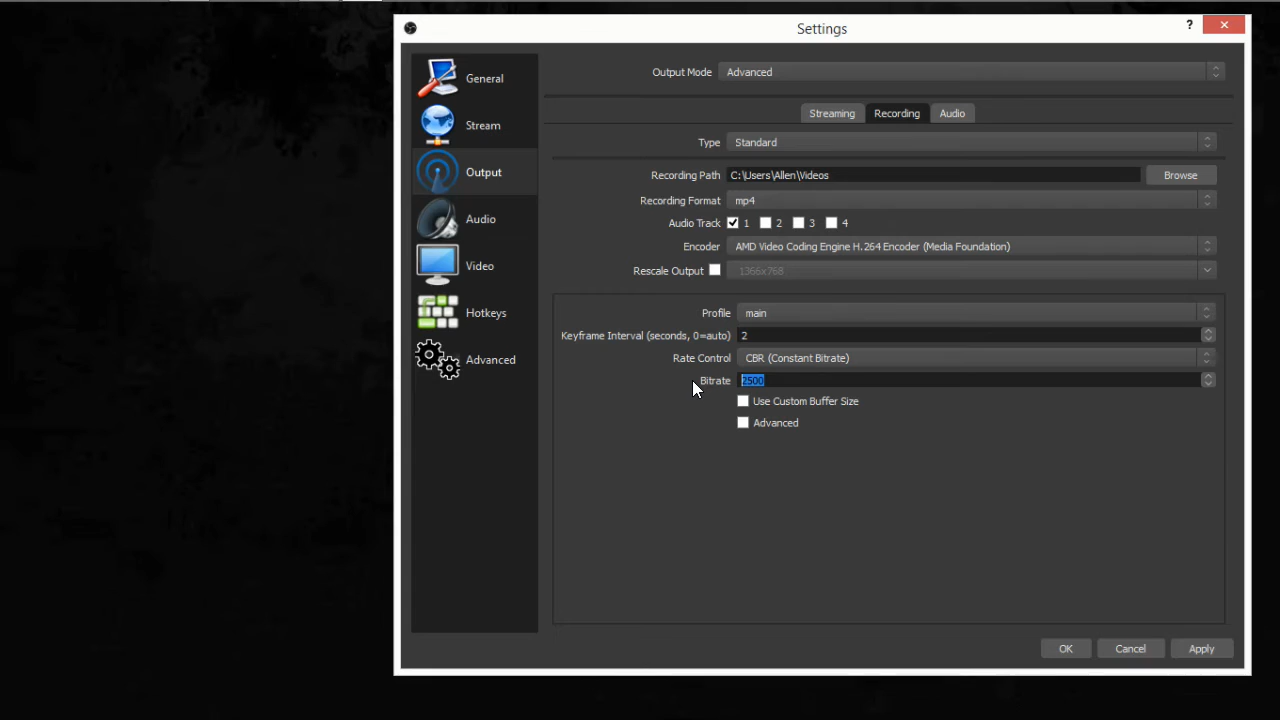 Settings
?
General
Stream
Output
Audio
Video
Hotkeys
Advanced
Output Mode Advanced
Streaming Recording Audio
Type Standard
Recording Path C:\Users\Allen\Videos Browse
Recording Format mp4
Audio Track 1 2 3 4
Encoder AMD Video Coding Engine H.264 Encoder (Media Foundation)
Rescale Output 1366x768
Profile main
Keyframe Interval (seconds, 0=auto) 2
Rate Control CBR (Constant Bitrate)
Bitrate 2500
Use Custom Buffer Size
Advanced
OK Cancel Apply